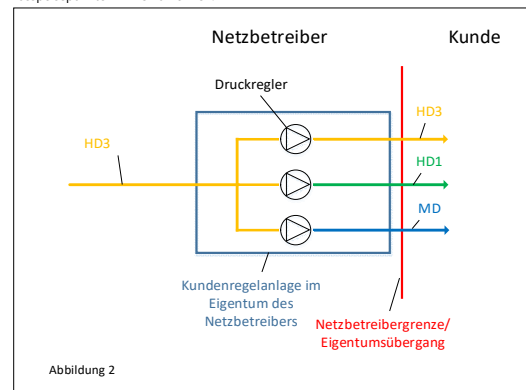 Netzbetreiber
Kunde
Druckregler
HD3
HD3
HD1
MD
Kundenregelanlage im
Eigentum des
Netzbetreibers
Netzbetreibergrenze/
Eigentumsübergang
Abbildung 2